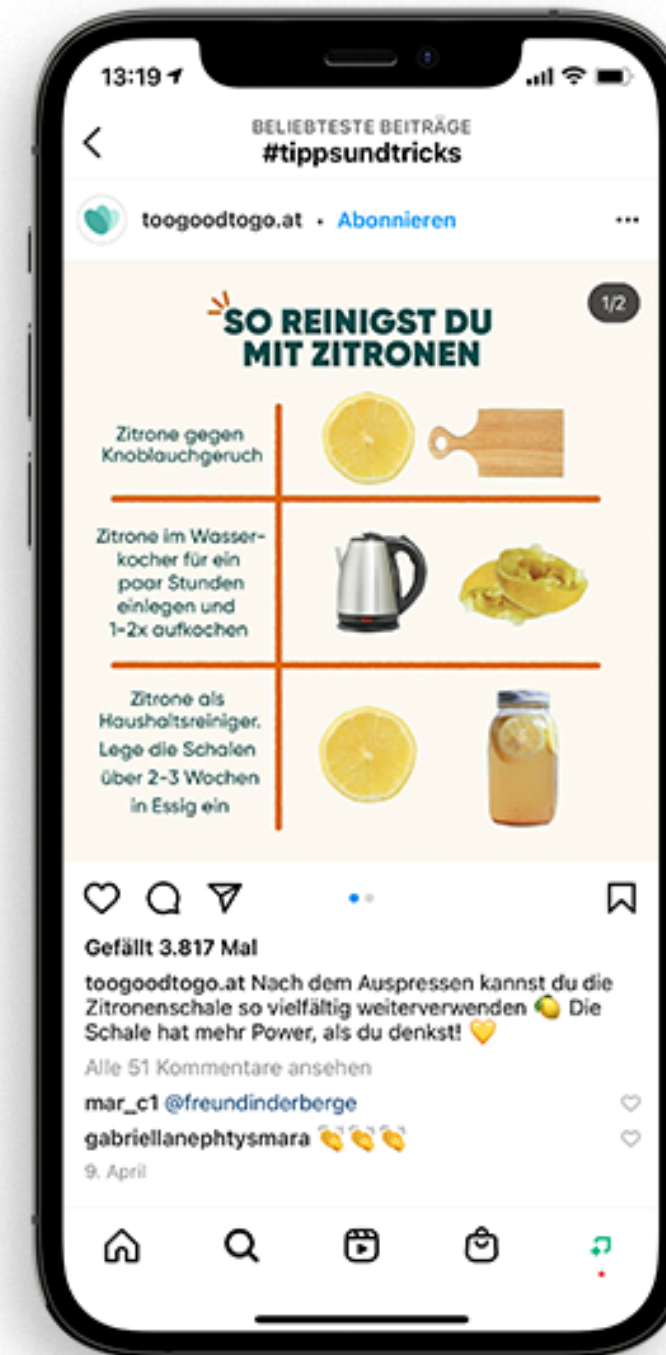 13:19
BELIEBTESTE BEITRÄGE
#tippsundtricks
toogoodtogo.at • Abonnieren
1/2
SO REINIGST DU
MIT ZITRONEN
Zitrone gegen
Knoblauchgeruch
Zitrone im Wasser-
kocher für ein
paar Stunden
einlegen und
1-2x aufkochen
Zitrone als
Haushaltsreiniger.
Lege die Schalen
über 2-3 Wochen
in Essig ein
Gefällt 3.817 Mal
toogoodtogo.at Nach dem Auspressen kannst du die
Zitronenschale so vielfältig weiterverwenden 🍋 Die
Schale hat mehr Power, als du denkst! 💛
Alle 51 Kommentare ansehen
mar_c1 @freundinderberge
gabriellanephtysmara 👏👏👏
9. April